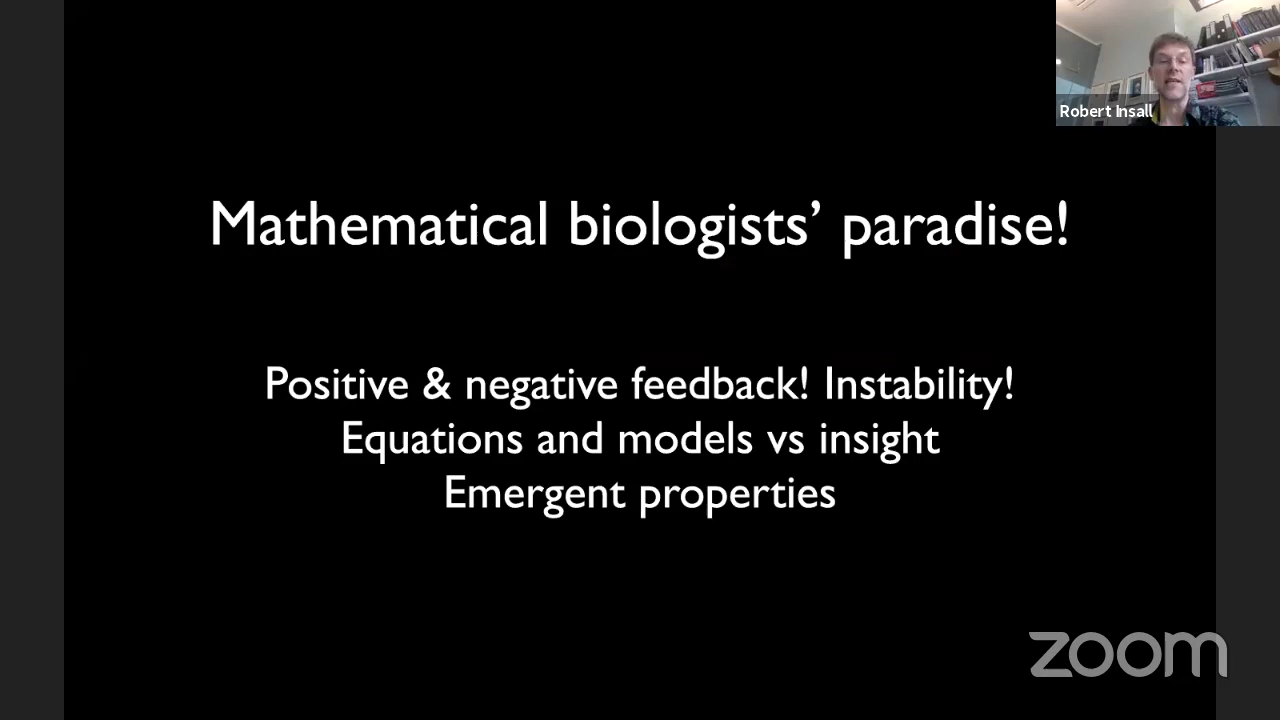 Robert Insall
Mathematical biologists’ paradise!
Positive & negative feedback! Instability!
Equations and models vs insight
Emergent properties
zoom